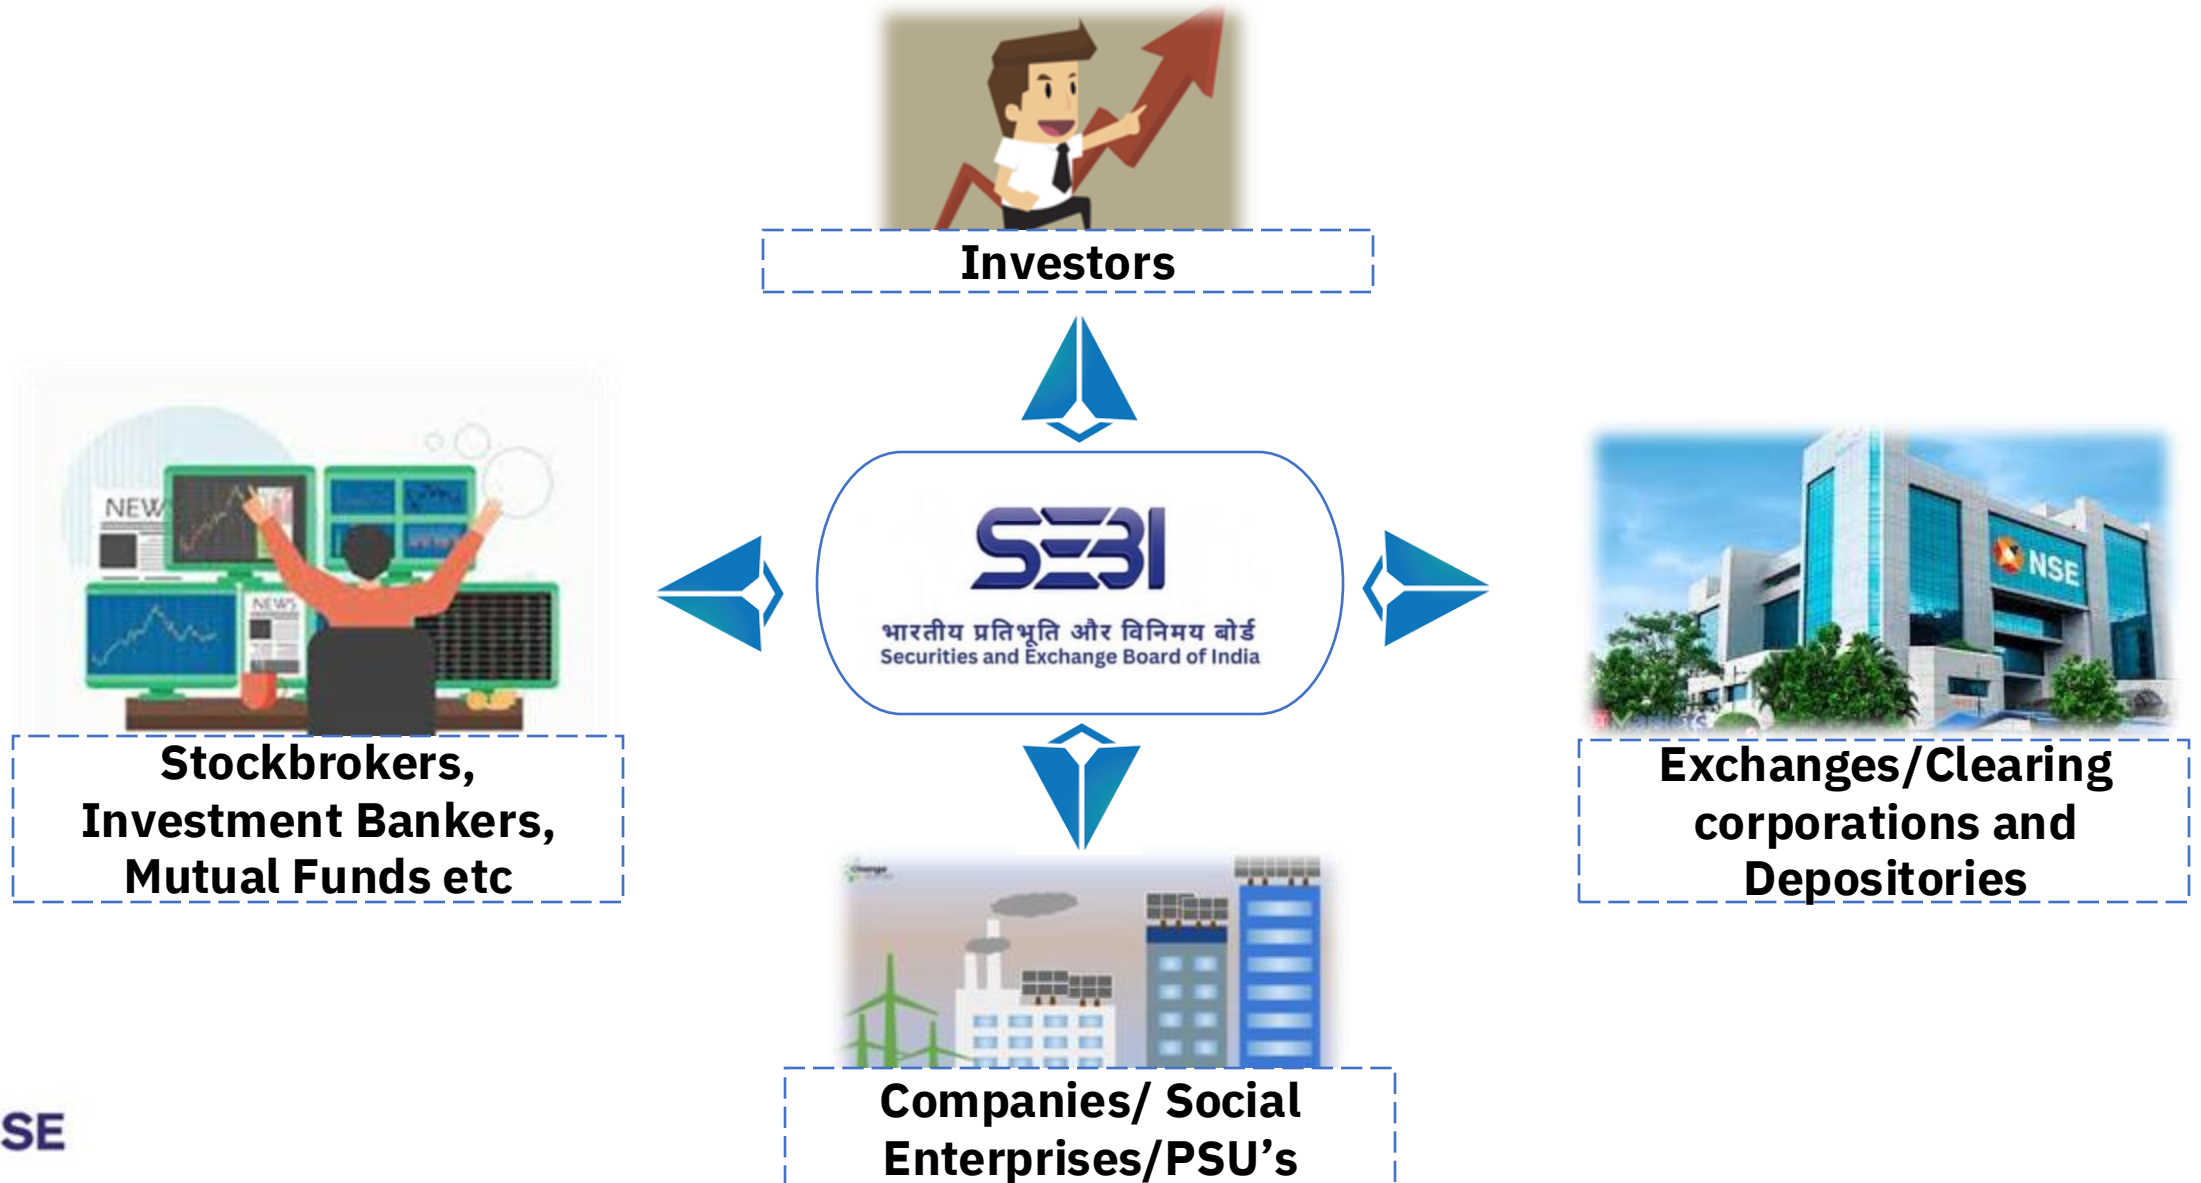 Investors
NEWS
NEWS
SEBI
भारतीय प्रतिभूति और विनिमय बोर्ड
Securities and Exchange Board of India
NSE
Stockbrokers,
Investment Bankers,
Mutual Funds etc
Exchanges/Clearing
corporations and
Depositories
Change
Companies/ Social
Enterprises/PSU’s
SE